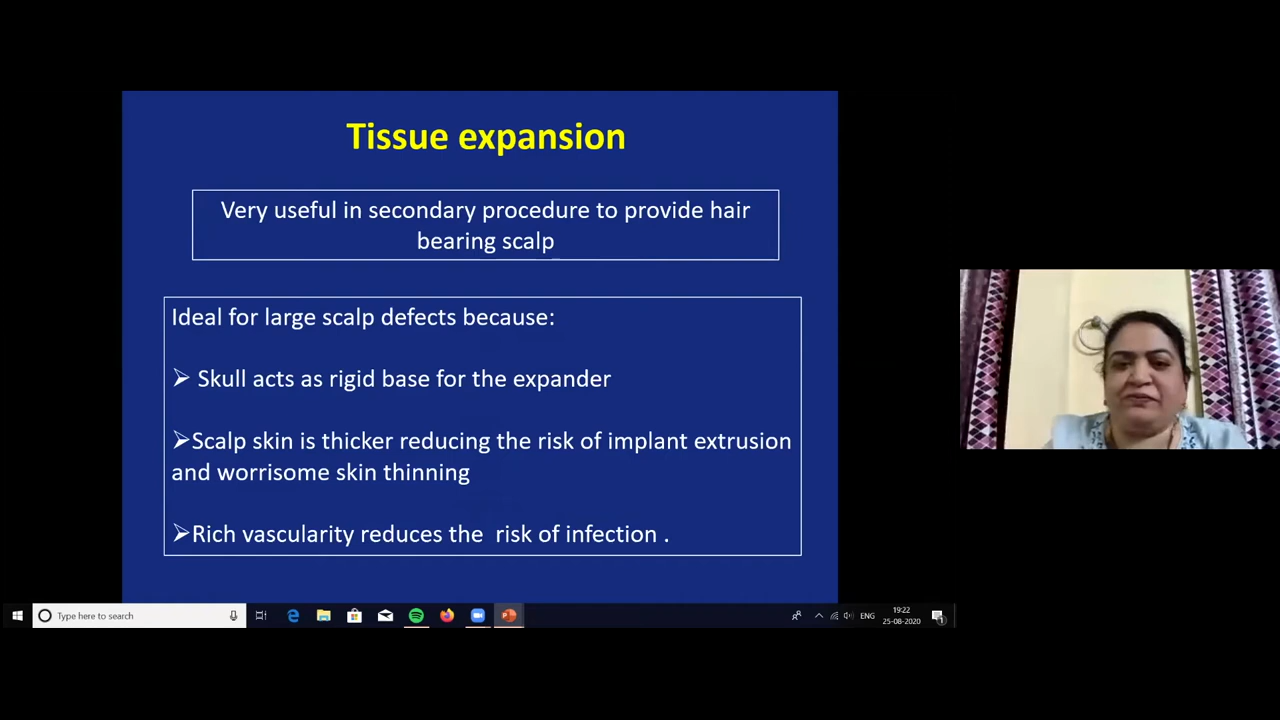 Tissue expansion
Very useful in secondary procedure to provide hair
bearing scalp
Ideal for large scalp defects because:
➢ Skull acts as rigid base for the expander
➢Scalp skin is thicker reducing the risk of implant extrusion
and worrisome skin thinning
➢Rich vascularity reduces the  risk of infection .
Type here to search
ENG
19:22
25-08-2020
1